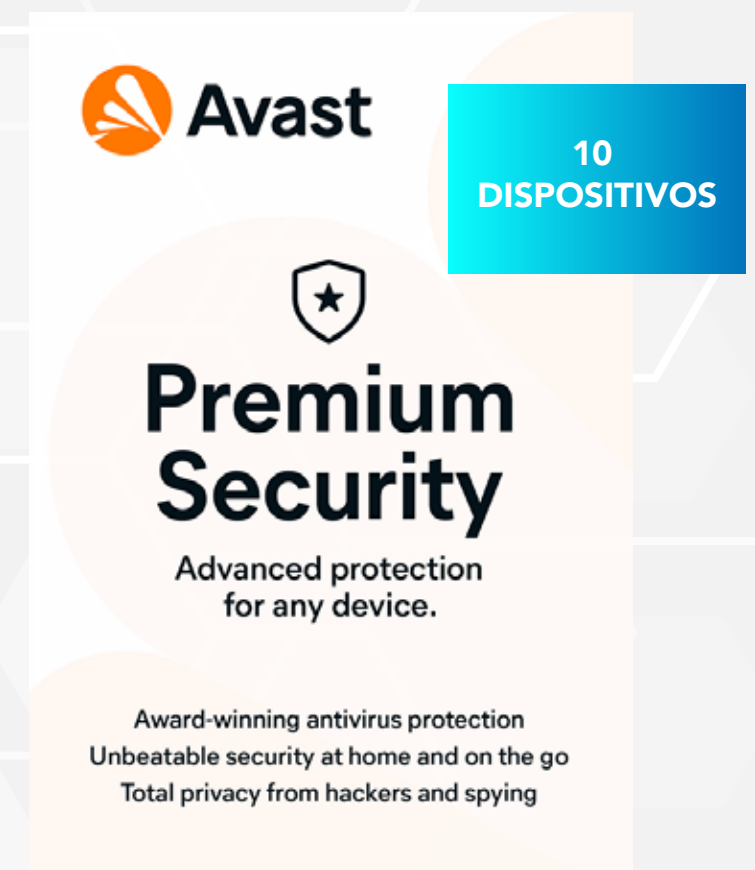 Avast
10
DISPOSITIVOS
Premium
Security
Advanced protection
for any device.
Award-winning antivirus protection
Unbeatable security at home and on the go
Total privacy from hackers and spying